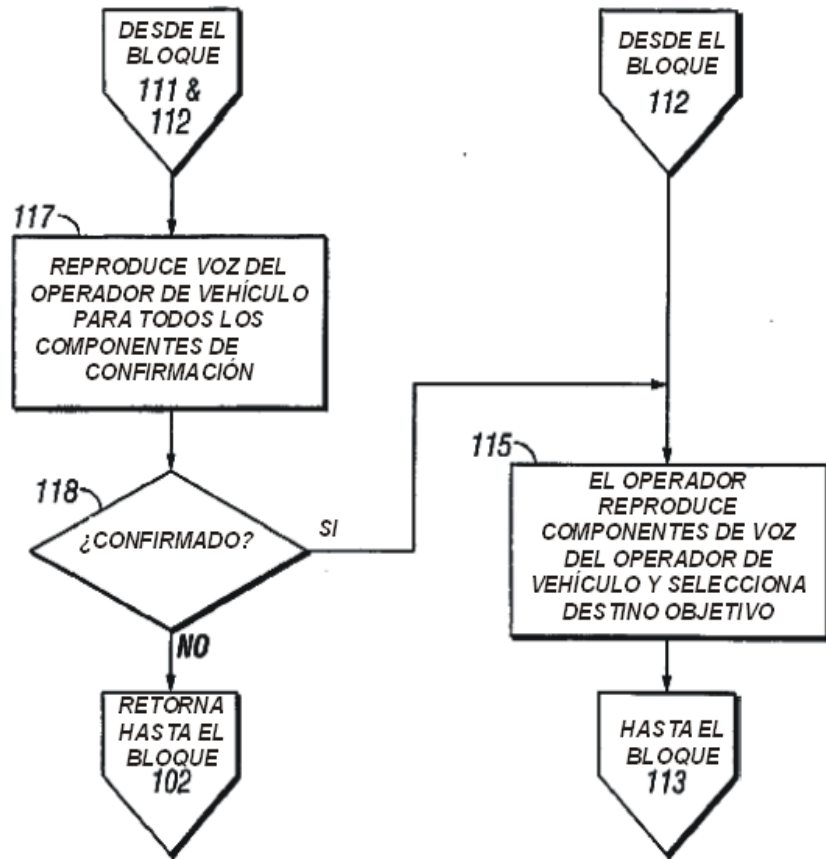 DESDE EL
BLOQUE
111 &
112
117
REPRODUCE VOZ DEL
OPERADOR DE VEHÍCULO
PARA TODOS LOS
COMPONENTES DE
CONFIRMACIÓN
118
¿CONFIRMADO?
SI
NO
RETORNA
HASTA EL
BLOQUE
102
DESDE EL
BLOQUE
112
115
EL OPERADOR
REPRODUCE
COMPONENTES DE VOZ
DEL OPERADOR DE
VEHÍCULO Y SELECCIONA
DESTINO OBJETIVO
HASTA EL
BLOQUE
113